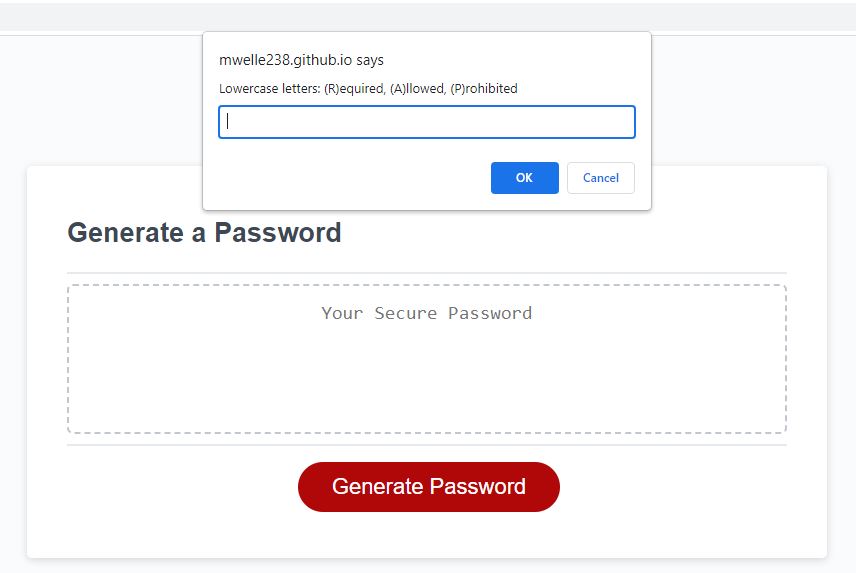 mwelle238.github.io says
Lowercase letters: (R)equired, (A)llowed, (P)rohibited
OK
Cancel
Generate a Password
Your Secure Password
Generate Password